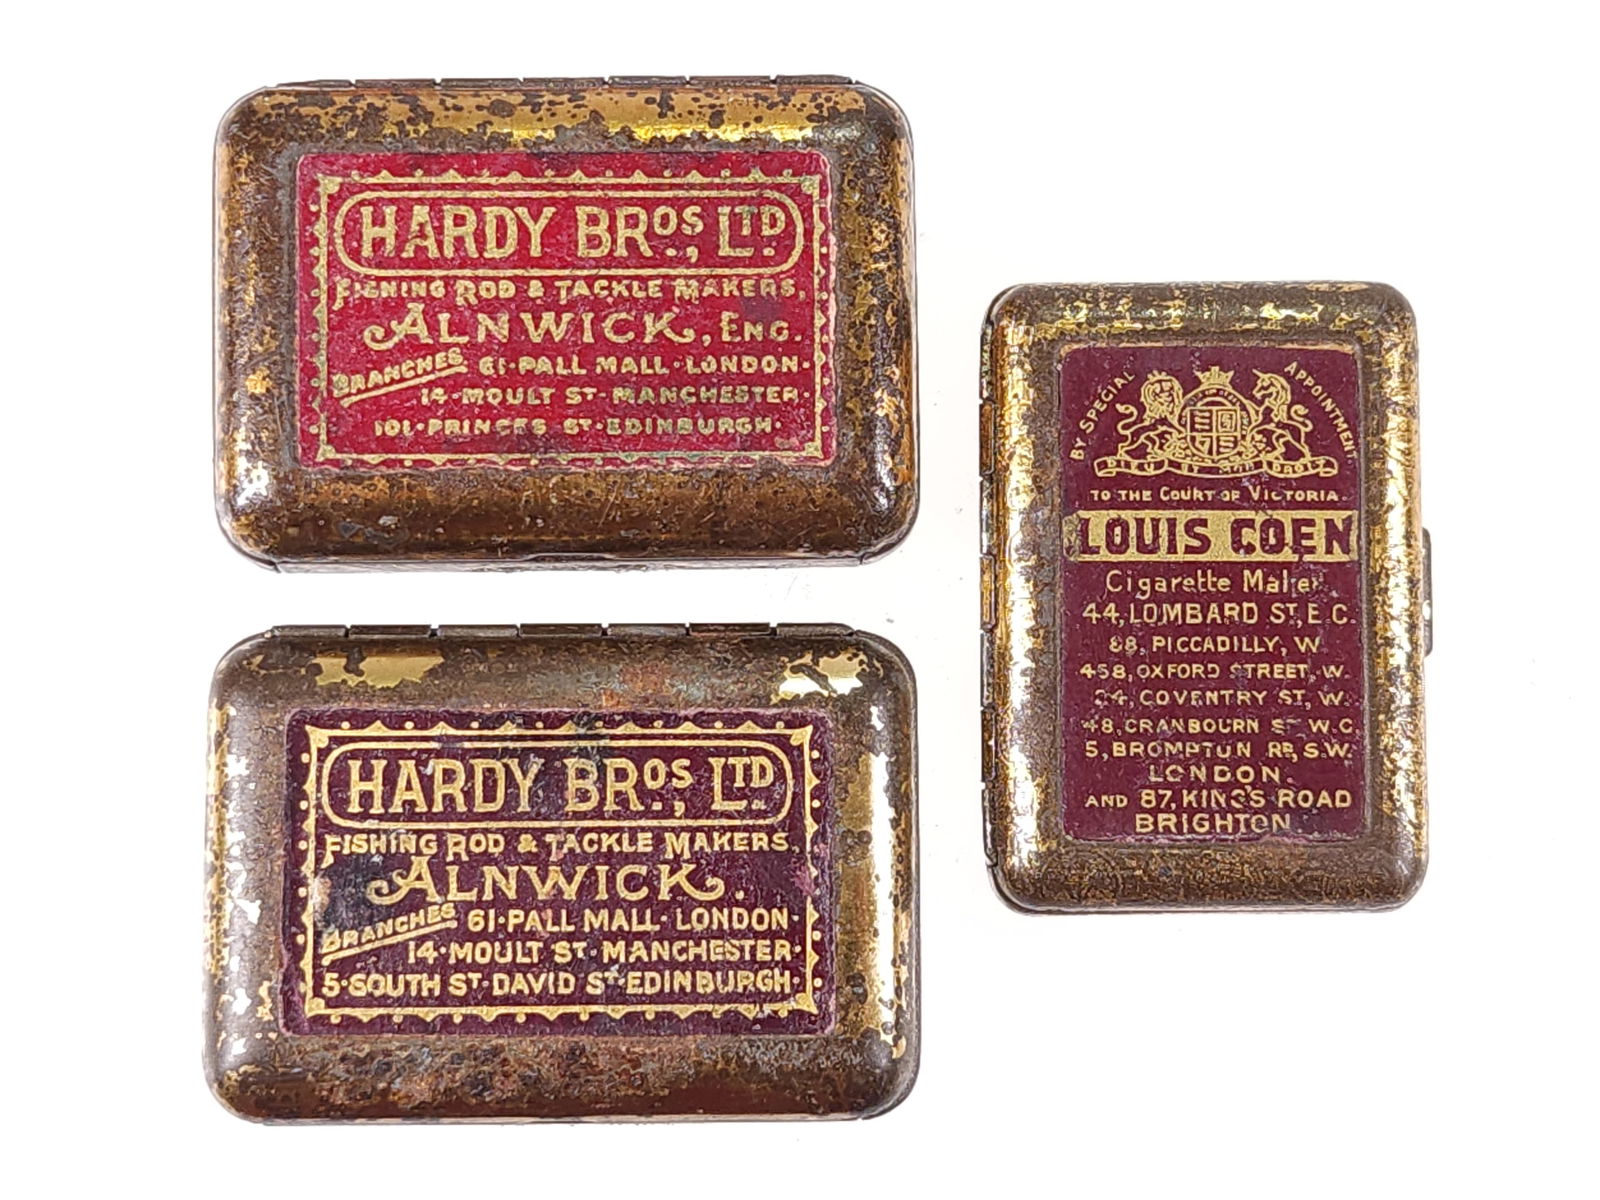 HARDY BROS, LTD.
FISHING ROD & TACKLE MAKERS,
ALNWICK, ENG.
BRANCHES 61·PALL MALL·LONDON·
14·MOULT ST·MANCHESTER·
101·PRINCES ST·EDINBURGH·
HARDY BROS, LTD.
FISHING ROD & TACKLE MAKERS,
ALNWICK.
BRANCHES 61·PALL MALL·LONDON·
14·MOULT ST·MANCHESTER·
5·SOUTH ST·DAVID ST·EDINBURGH·
BY SPECIAL APPOINTMENT.
DIEU ET MON DROIT
TO THE COURT OF VICTORIA.
LOUIS COEN
Cigarette Maker
44, LOMBARD ST, E.C.
88, PICCADILLY, W
458, OXFORD STREET, W.
COVENTRY ST, W.
48, CRANBOURN ST W.C.
5, BROMPTON RD, S.W.
LONDON.
AND 87, KING'S ROAD
BRIGHTON